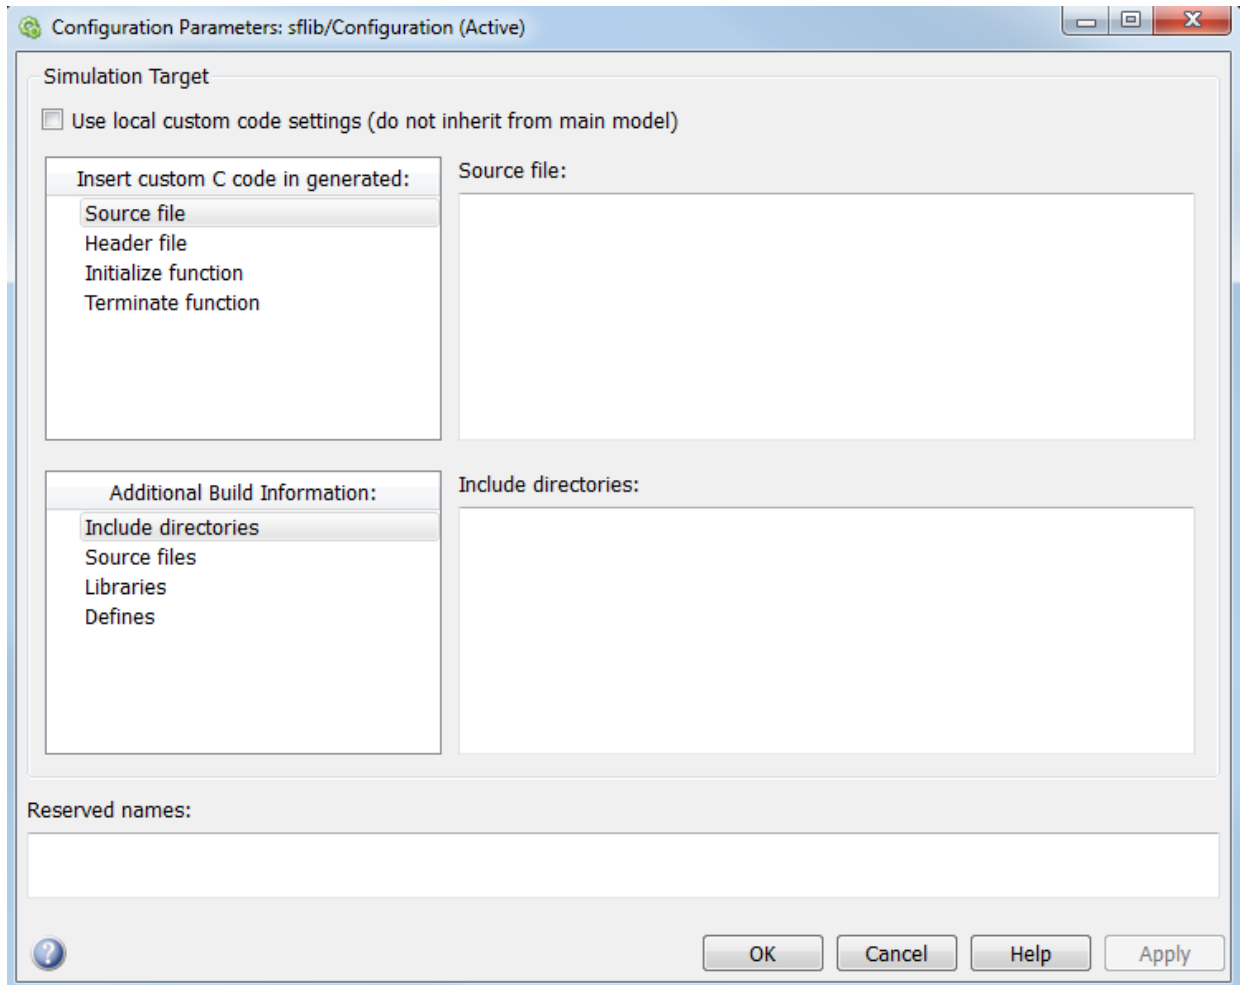 Configuration Parameters: sflib/Configuration (Active)
Simulation Target
Use local custom code settings (do not inherit from main model)
Insert custom C code in generated:
Source file
Header file
Initialize function
Terminate function
Source file:
Additional Build Information:
Include directories
Source files
Libraries
Defines
Include directories:
Reserved names:
OK Cancel Help Apply